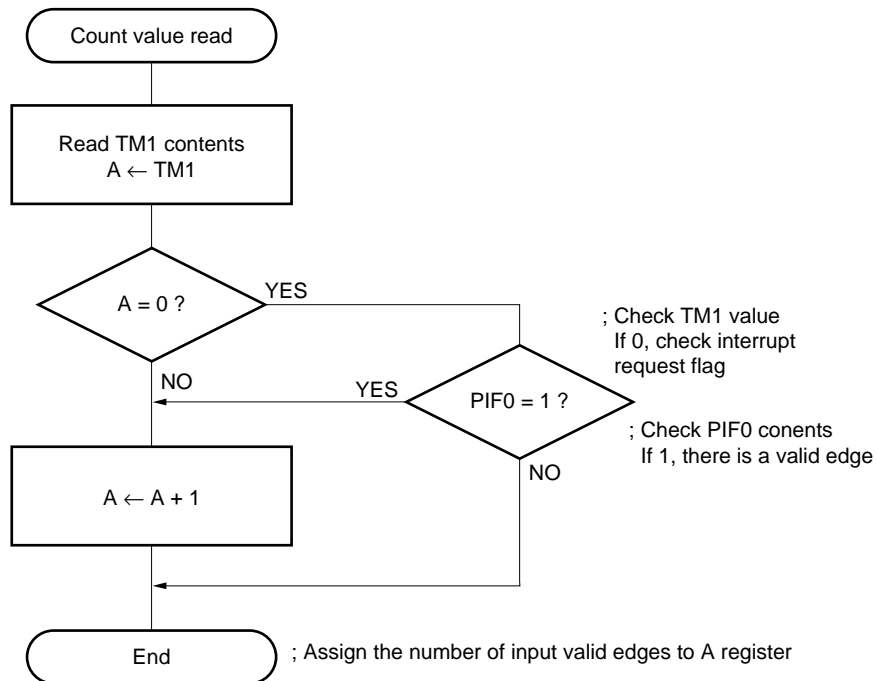 Count value read
Read TM1 contents
A ← TM1
A = 0 ?
YES
; Check TM1 value
If 0, check interrupt
request flag
NO
YES
PIF0 = 1 ?
; Check PIF0 conents
If 1, there is a valid edge
NO
A ← A + 1
End
; Assign the number of input valid edges to A register